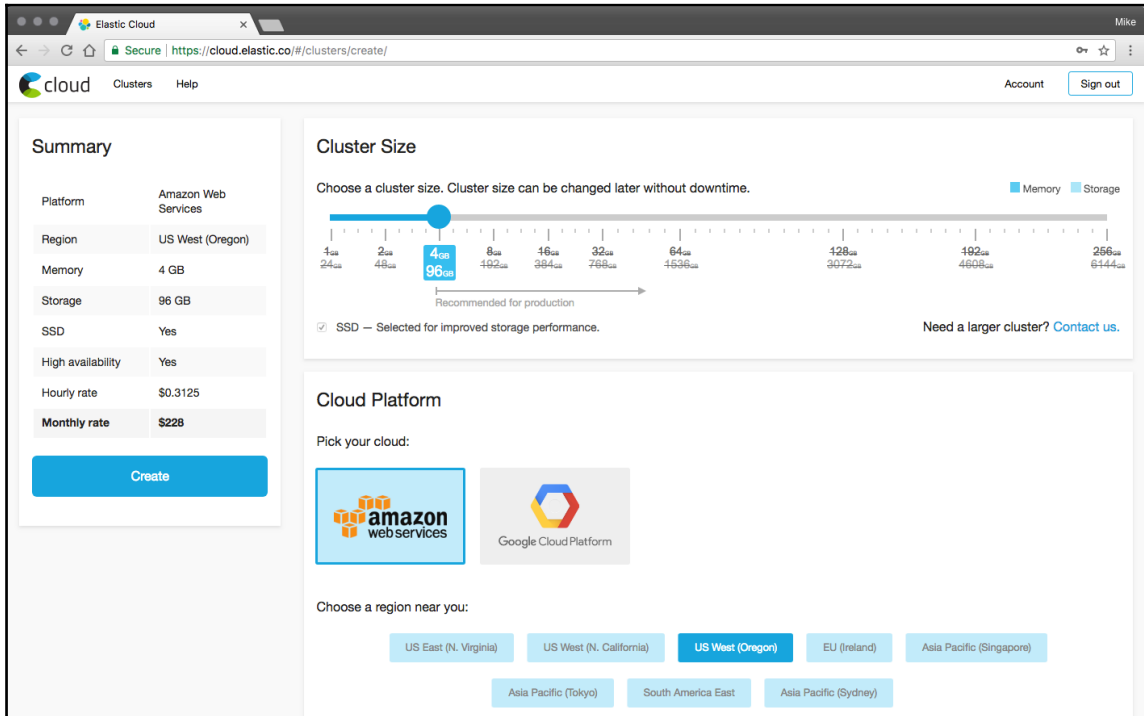 Elastic Cloud
Mike
Secure | https://cloud.elastic.co/#/clusters/create/
cloud Clusters Help Account Sign out
Summary
Platform Amazon Web Services
Region US West (Oregon)
Memory 4 GB
Storage 96 GB
SSD Yes
High availability Yes
Hourly rate $0.3125
Monthly rate $228
Create
Cluster Size
Choose a cluster size. Cluster size can be changed later without downtime.
Memory Storage
1GB 2GB 4GB 8GB 16GB 32GB 64GB 128GB 192GB 256GB
24GB 48GB 96GB 192GB 384GB 768GB 1536GB 3072GB 4608GB 6144GB
Recommended for production
SSD — Selected for improved storage performance.
Need a larger cluster? Contact us.
Cloud Platform
Pick your cloud:
amazon
webservices
Google Cloud Platform
Choose a region near you:
US East (N. Virginia) US West (N. California) US West (Oregon) EU (Ireland) Asia Pacific (Singapore)
Asia Pacific (Tokyo) South America East Asia Pacific (Sydney)